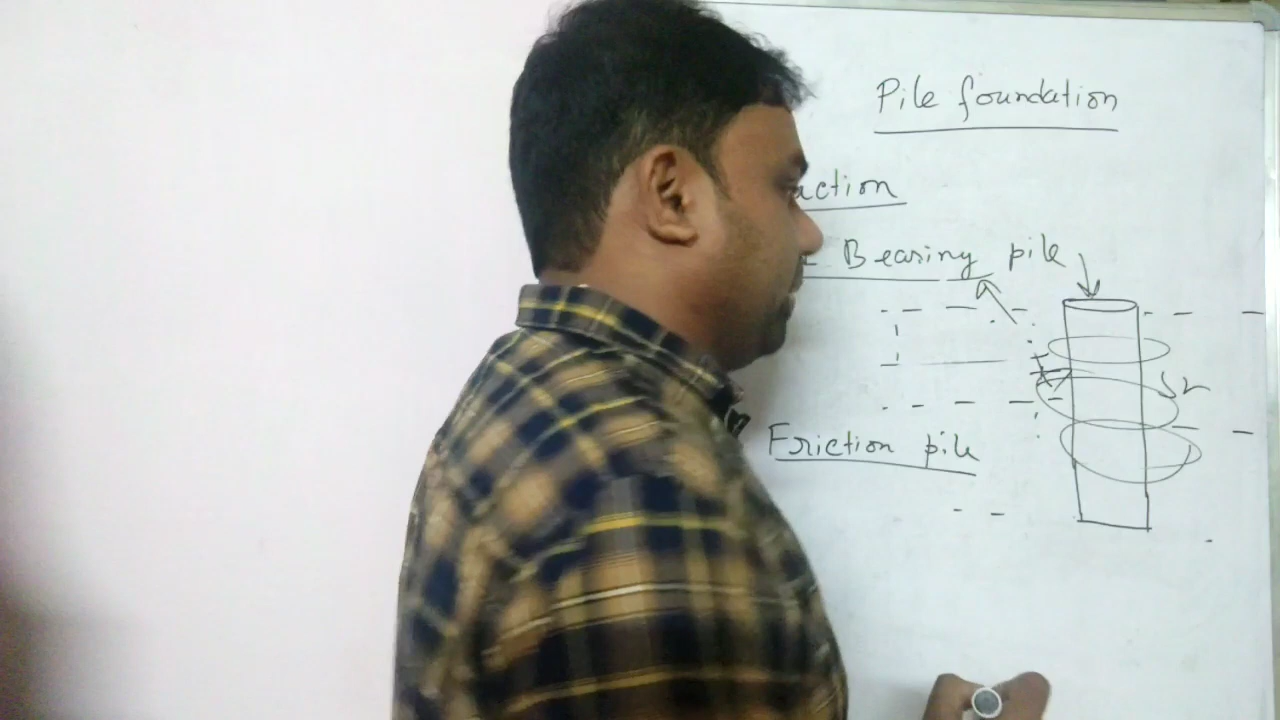 Pile foundation
action
Bearing pile
Friction pile